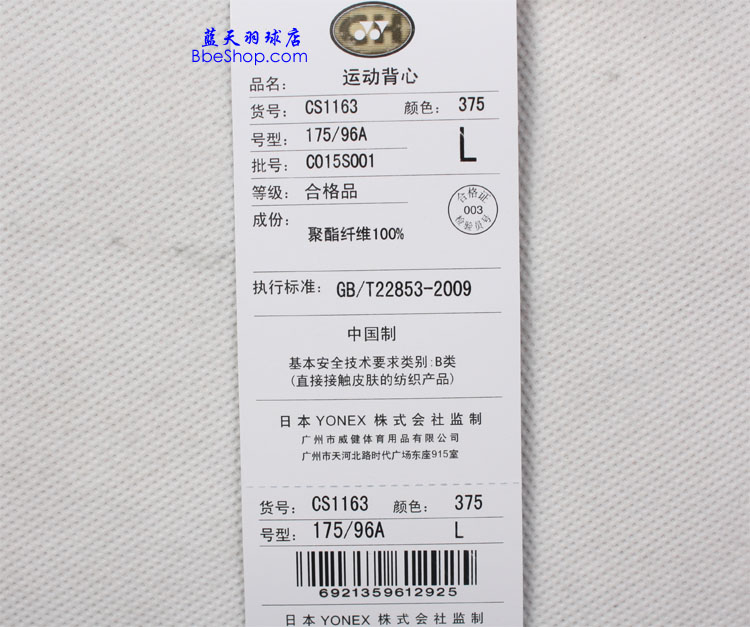 蓝天羽球店
BbeShop.com
品名： 运动背心
货号： CS1163 颜色： 375
号型： 175/96A L
批号： C015S001
等级： 合格品
合格证
003
检验员号
成份：
聚酯纤维100%
执行标准： GB/T22853-2009
中国制
基本安全技术要求类别:B类
(直接接触皮肤的纺织产品)
日本 YONEX 株式会社监制
广州市威健体育用品有限公司
广州市天河北路时代广场东座915室
货号： CS1163 颜色： 375
号型： 175/96A L
6921359612925
日本 YONEX 株式会社监制